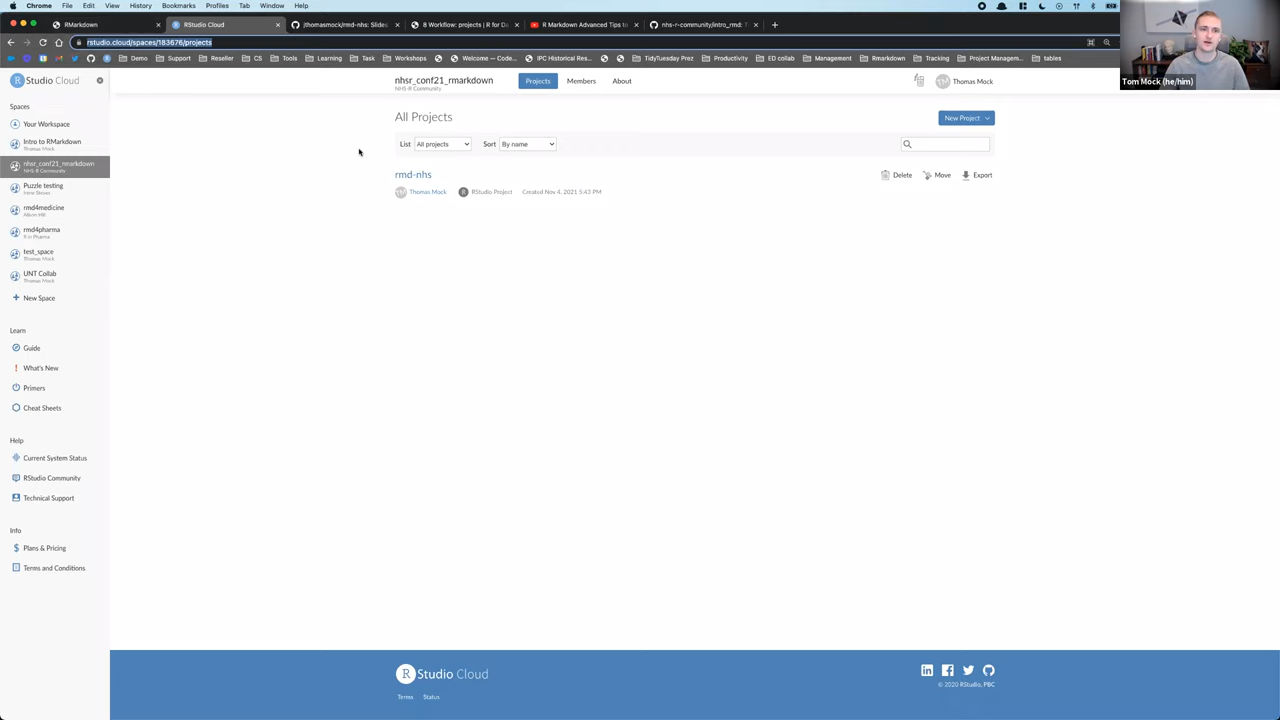 Chrome File Edit View History Bookmarks Profiles Tab Window Help
RMarkdown
RStudio Cloud
/thomasmock/rmd-nhs: Slides
8 Workflow: projects | R for Da
R Markdown Advanced Tips to
nhs-r-community/intro_rmd: T
rstudio.cloud/spaces/183676/projects
Demo Support Reseller CS Tools Learning Task Workshops Welcome — Code... IPC Historical Res... TidyTuesday Prez Productivity ED collab Management Rmarkdown Tracking Project Managem... tables
Tom Mock (he/him)
R Studio Cloud
nhsr_conf21_rmarkdown
NHS-R Community
Projects Members About
TM Thomas Mock
Spaces
Your Workspace
Intro to RMarkdown
Thomas Mock
nhsr_conf21_rmarkdown
NHS-R Community
Puzzle testing
rmd4medicine
Alison Hill
rmd4pharma
R in Pharma
test_space
Thomas Mock
UNT Collab
Thomas Mock
New Space
Learn
Guide
What's New
Primers
Cheat Sheets
Help
Current System Status
RStudio Community
Technical Support
Info
Plans & Pricing
Terms and Conditions
All Projects
New Project
List All projects Sort By name
rmd-nhs
Delete Move Export
TM Thomas Mock R RStudio Project Created Nov 4, 2021 5:43 PM
R Studio Cloud
Terms Status
© 2020 RStudio, PBC